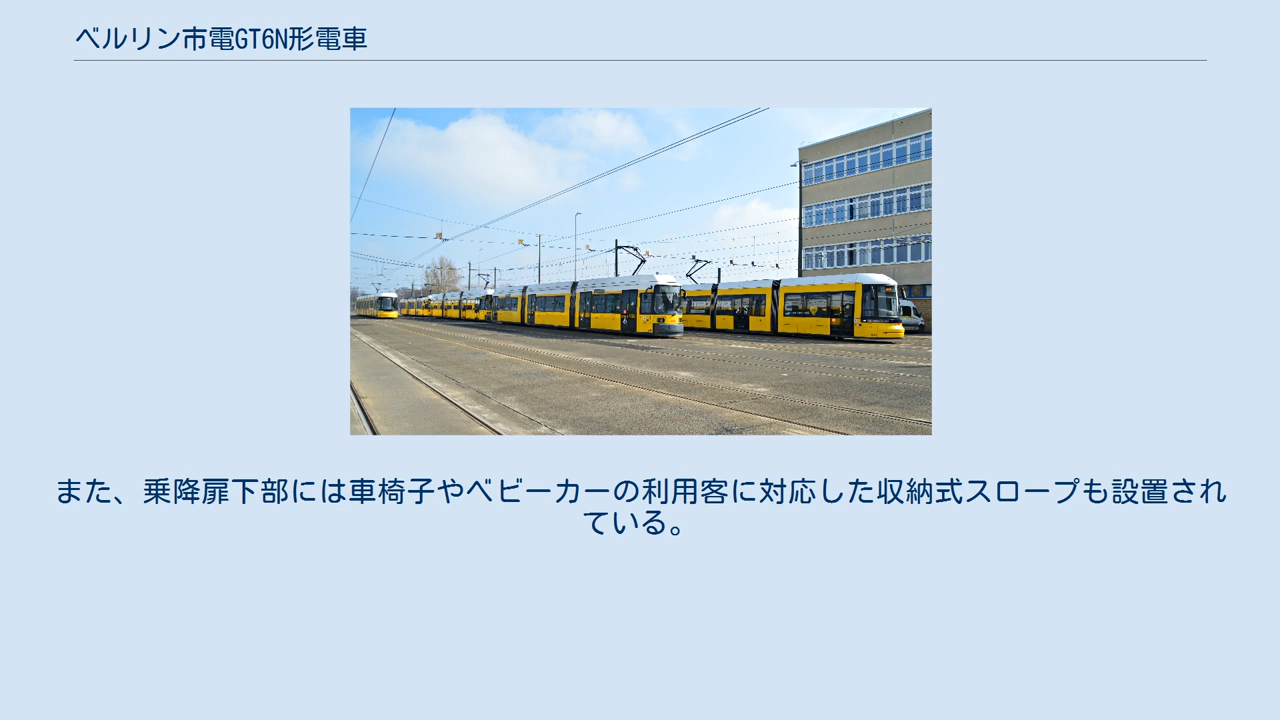 ベルリン市電GT6N形電車
また、乗降扉下部には車椅子やベビーカーの利用客に対応した収納式スロープも設置され
ている。